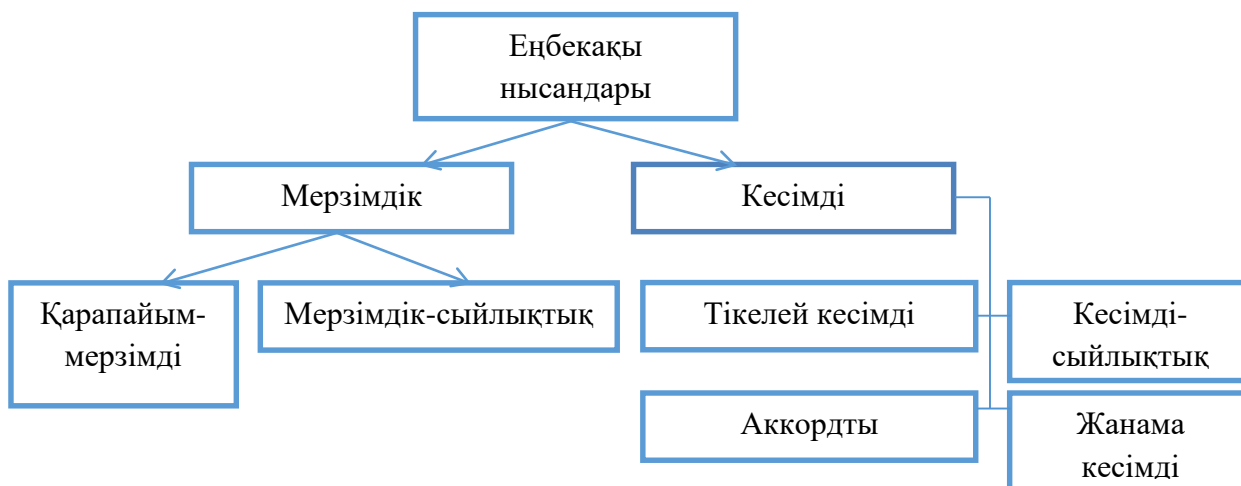 Еңбекақы
нысандары
Мерзімдік
Кесімді
Қарапайым-
мерзімді
Мерзімдік-сыйлықтық
Тікелей кесімді
Кесімді-
сыйлықтық
Аккордты
Жанама
кесімді